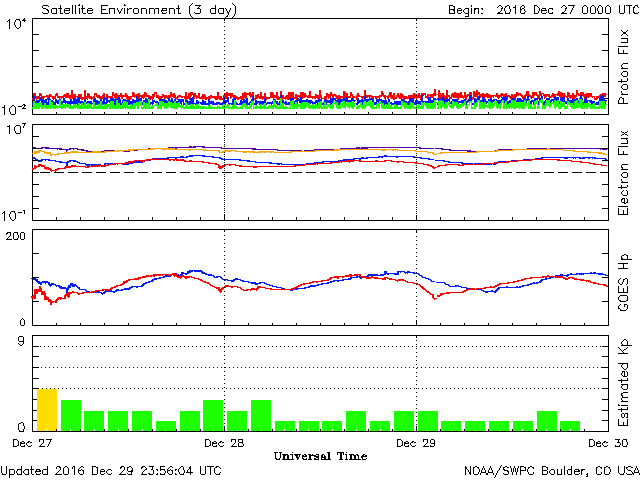 Satellite Environment (3 day) Begin: 2016 Dec 27 0000 UTC
10⁴
10⁻²
Proton Flux
10⁷
10⁻¹
Electron Flux
200
0
GOES Hp
9
0
Estimated Kp
Dec 27 Dec 28 Dec 29 Dec 30
Universal Time
Updated 2016 Dec 29 23:56:04 UTC NOAA/SWPC Boulder, CO USA